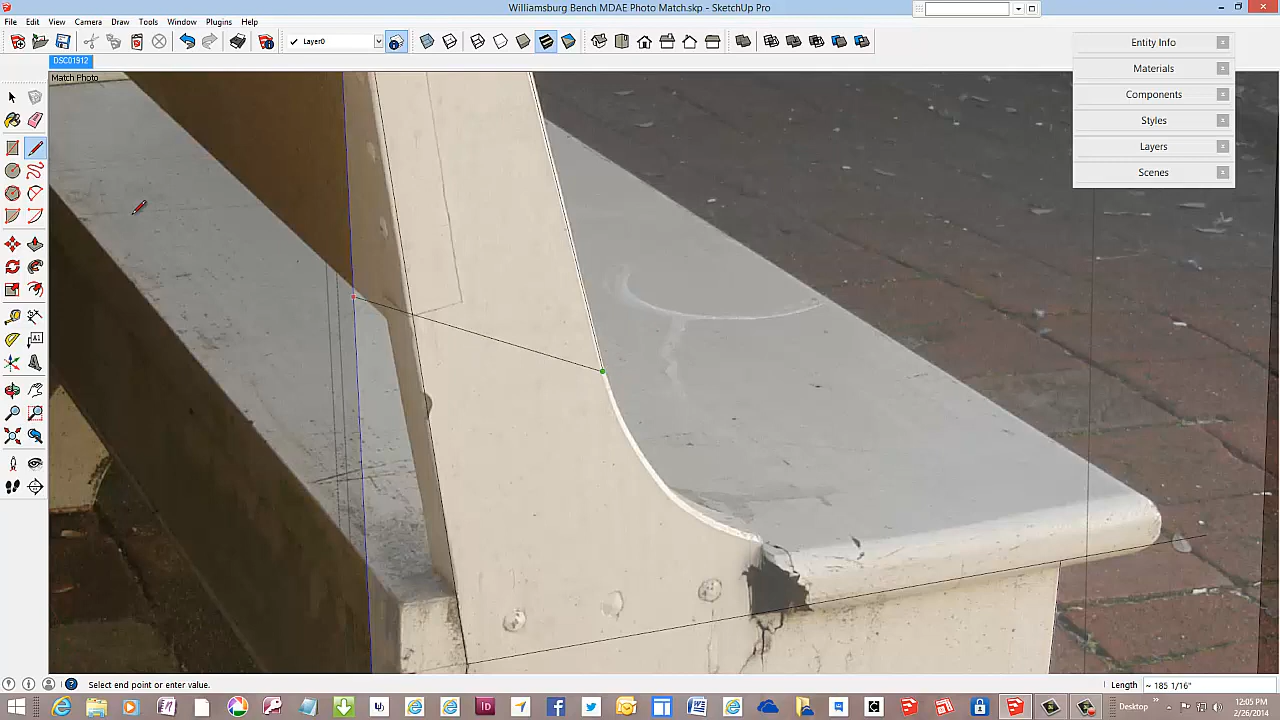 Williamsburg Bench MDAE Photo Match.skp - SketchUp Pro
File Edit View Camera Draw Tools Window Plugins Help
Layer0
DSC01912
Match Photo
Entity Info
Materials
Components
Styles
Layers
Scenes
Select end point or enter value.
Length ~ 185 1/16"
Desktop
12:05 PM
2/26/2014